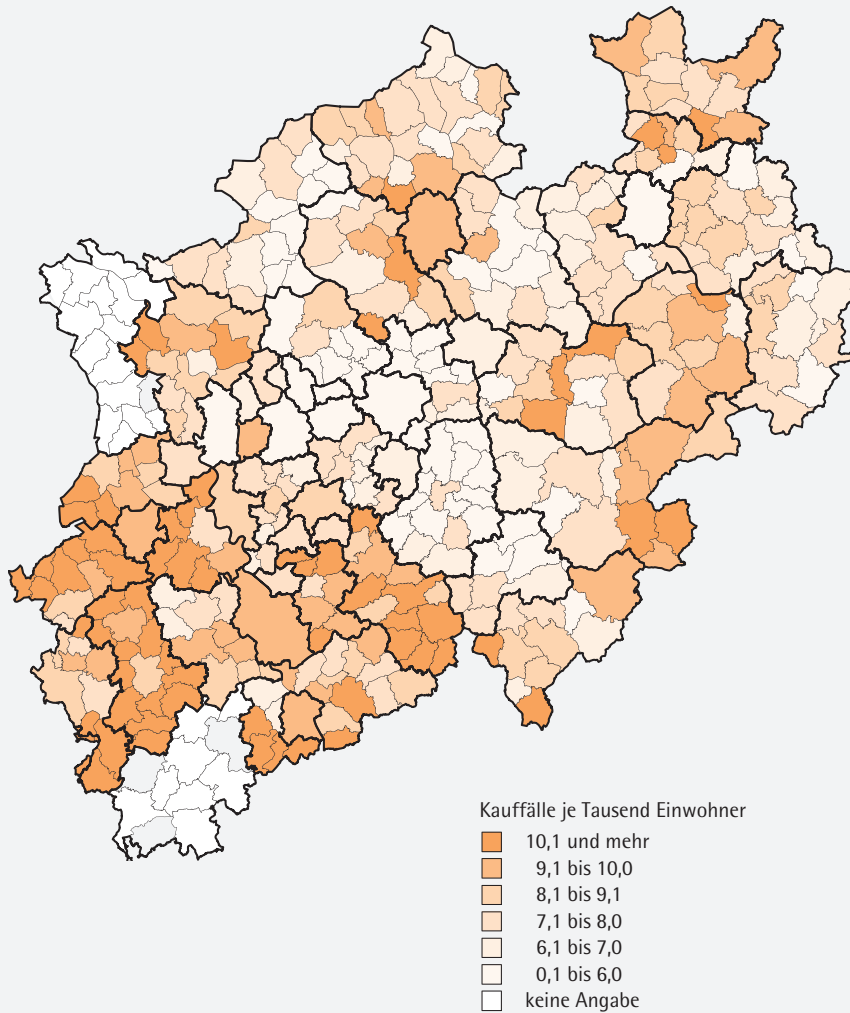 Kauffälle je Tausend Einwohner
10,1 und mehr
9,1 bis 10,0
8,1 bis 9,1
7,1 bis 8,0
6,1 bis 7,0
0,1 bis 6,0
keine Angabe